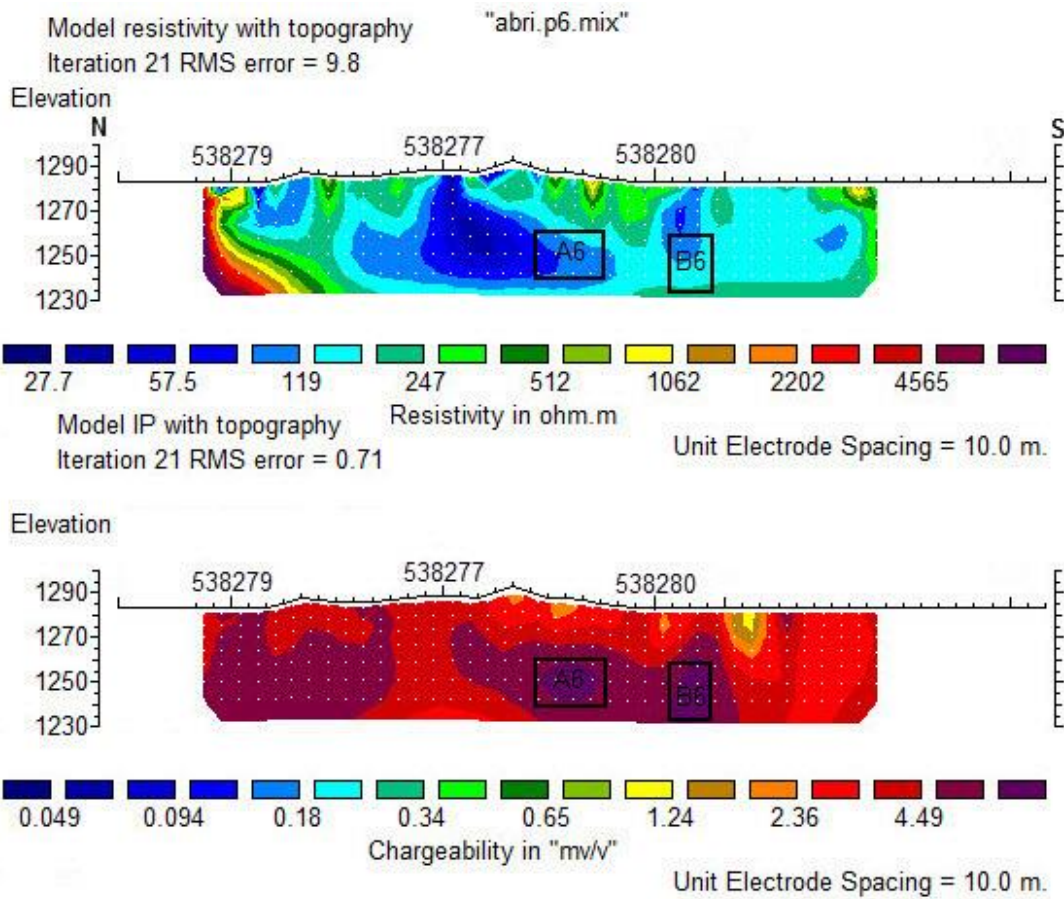 Model resistivity with topography
"abri.p6.mix"
Iteration 21 RMS error = 9.8
Elevation
N
S
538279 538277 538280
1290
1270
1250
1230
A6 B6
27.7 57.5 119 247 512 1062 2202 4565
Resistivity in ohm.m
Model IP with topography
Iteration 21 RMS error = 0.71
Unit Electrode Spacing = 10.0 m.
Elevation
538279 538277 538280
1290
1270
1250
1230
A6 B6
0.049 0.094 0.18 0.34 0.65 1.24 2.36 4.49
Chargeability in "mv/v"
Unit Electrode Spacing = 10.0 m.